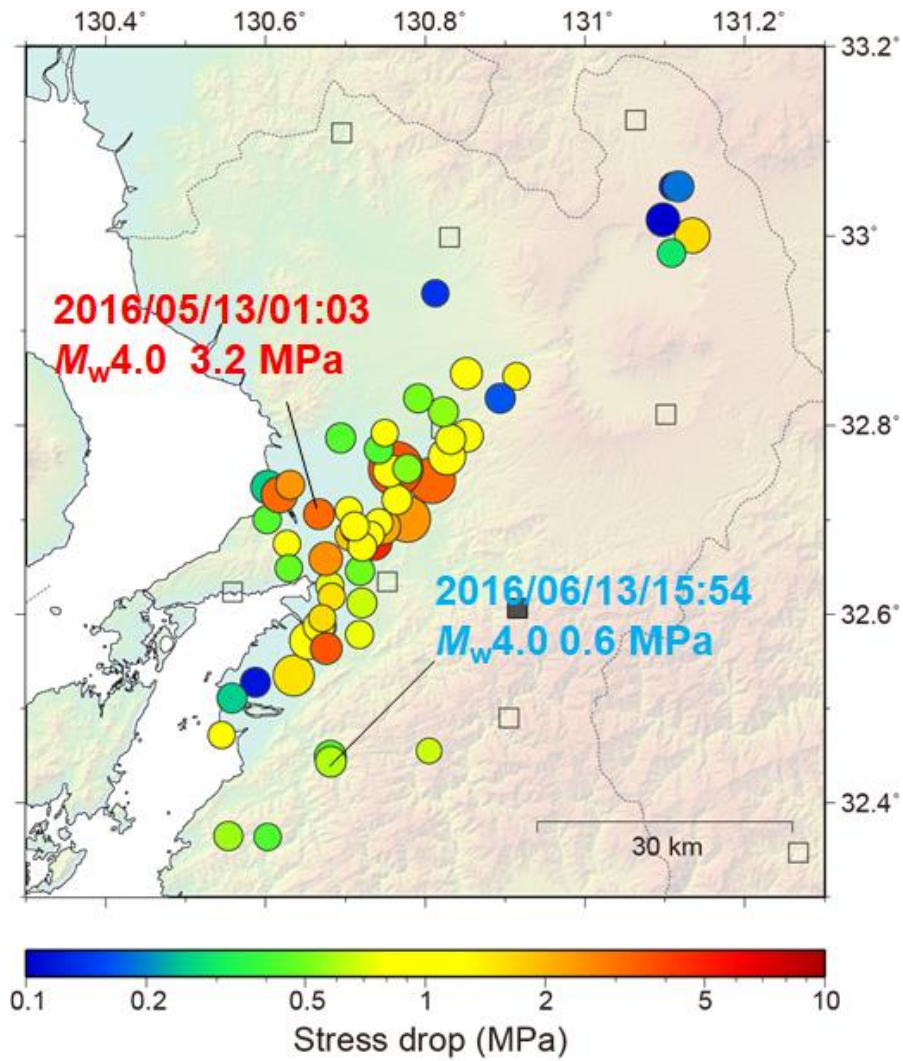 130.4° 130.6° 130.8° 131° 131.2°
33.2°
33°
2016/05/13/01:03
Mw4.0 3.2 MPa
32.8°
2016/06/13/15:54
Mw4.0 0.6 MPa
32.6°
32.4°
30 km
0.1 0.2 0.5 1 2 5 10
Stress drop (MPa)